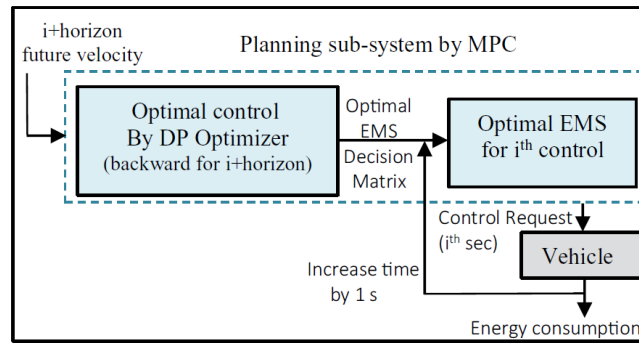 i+horizon
future velocity
Planning sub-system by MPC
Optimal control
By DP Optimizer
(backward for i+horizon)
Optimal
EMS
Decision
Matrix
Optimal EMS
for iᵗʰ control
Control Request
(iᵗʰ sec)
Vehicle
Increase time
by 1 s
Energy consumption